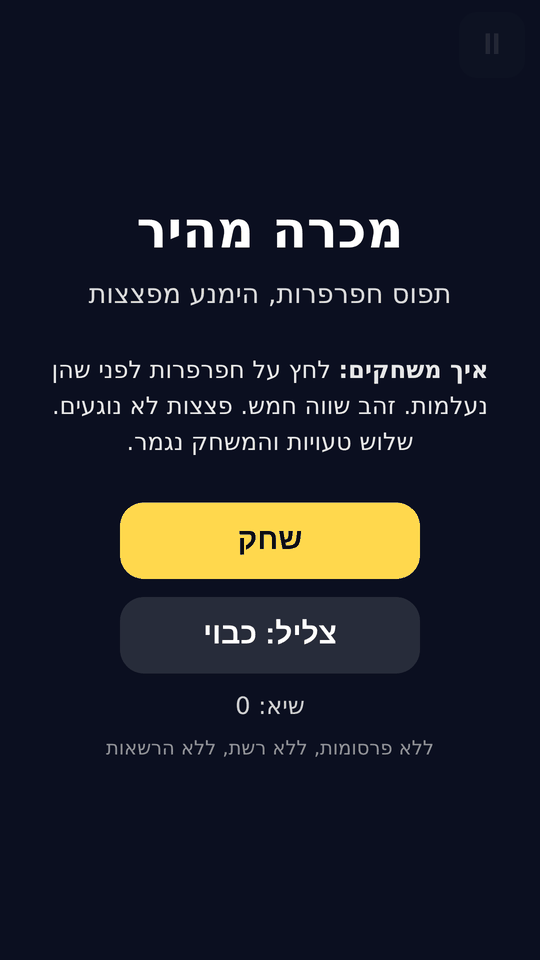 מכרה מהיר
תפוס חפרפרות, הימנע מפצצות
איך משחקים: לחץ על חפרפרות לפני שהן
נעלמות. זהב שווה חמש. פצצות לא נוגעים.
שלוש טעויות והמשחק נגמר.
שחק
צליל: כבוי
שיא: 0
ללא פרסומות, ללא רשת, ללא הרשאות